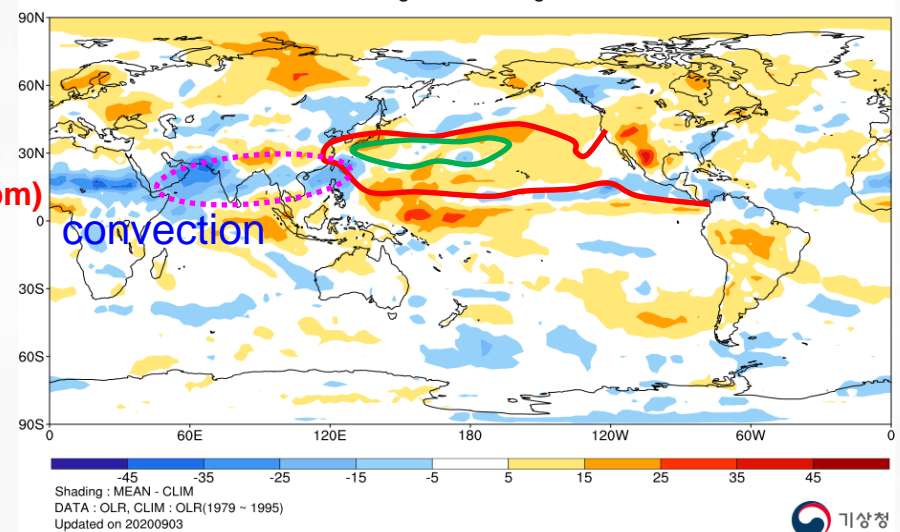 90N
60N
30N
0
30S
60S
90S
om)
convection
0 60E 120E 180 120W 60W 0
-45 -35 -25 -15 -5 5 15 25 35 45
Shading : MEAN - CLIM
DATA : OLR, CLIM : OLR(1979 ~ 1995)
Updated on 20200903
기상청